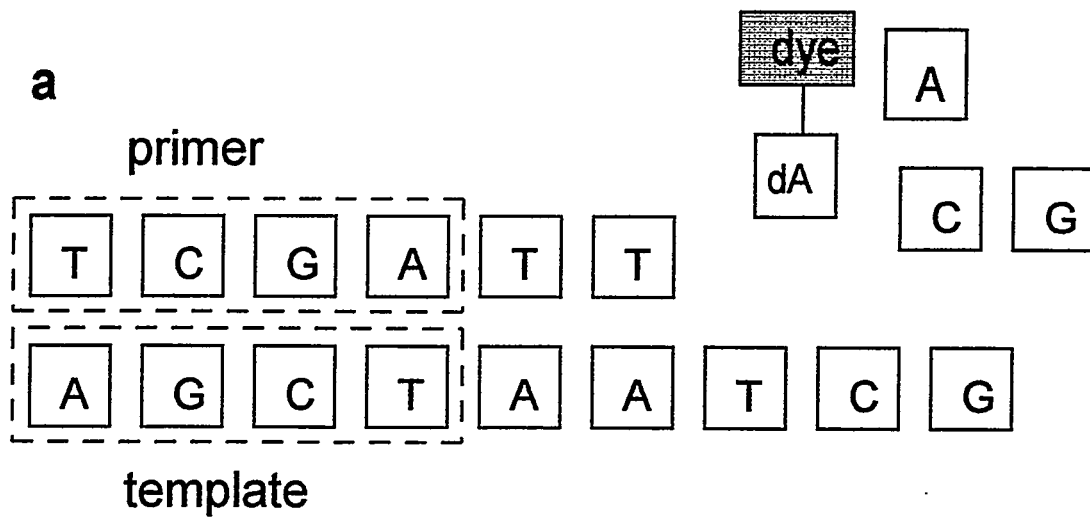 a
dye
A
primer
dA
C G
T C G A T T
A G C T A A T C G
template